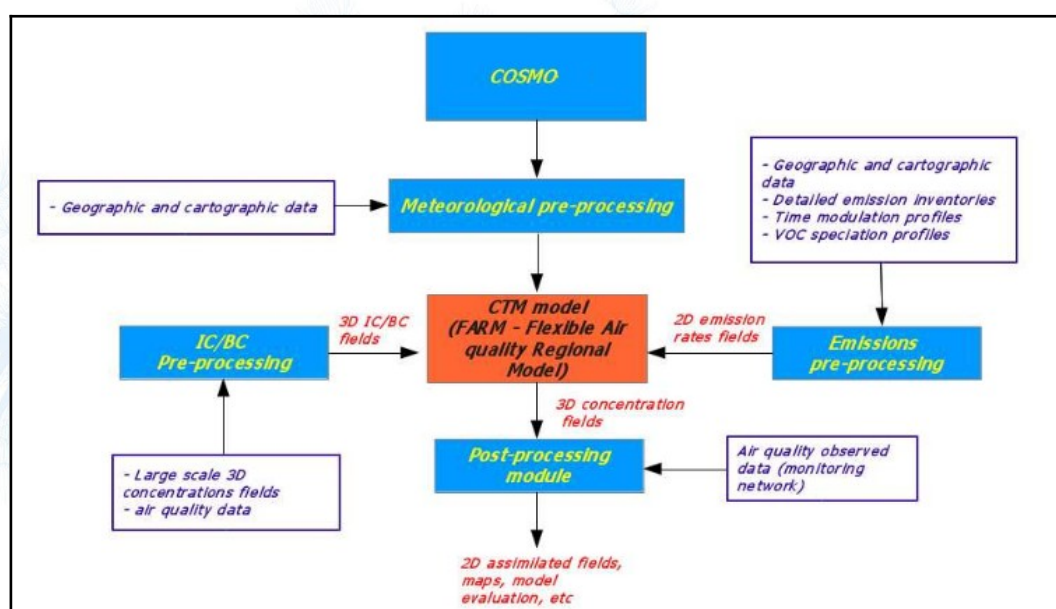 COSMO
- Geographic and cartographic
data
- Detailed emission inventories
- Time modulation profiles
- VOC speciation profiles
- Geographic and cartographic data
Meteorological pre-processing
CTM model
(FARM - Flexible Air
quality Regional
Model)
3D IC/BC
fields
2D emission
rates fields
IC/BC
Pre-processing
Emissions
pre-processing
3D concentration
fields
- Large scale 3D
concentrations fields
- air quality data
Post-processing
module
Air quality observed
data (monitoring
network)
2D assimilated fields,
maps, model
evaluation, etc